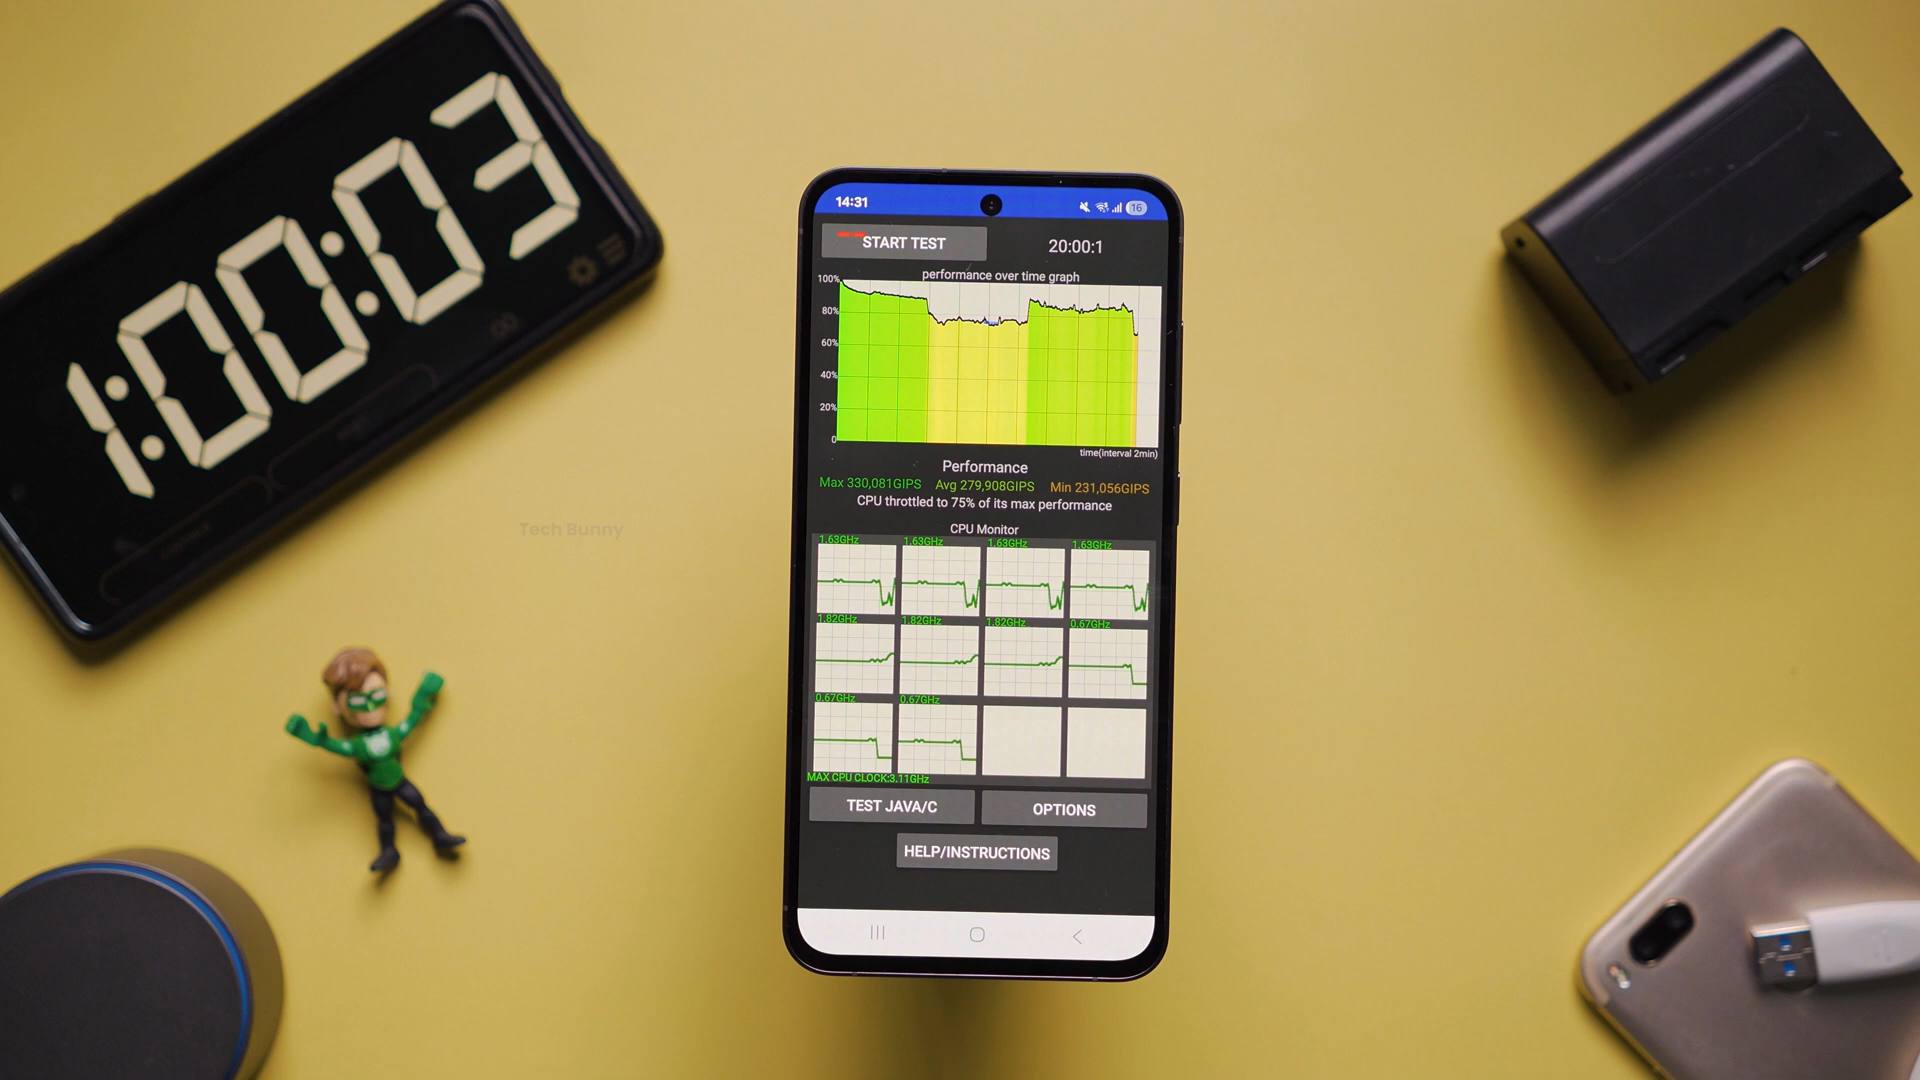 1:00:03
14:31
16
START TEST
20:00:1
performance over time graph
100%
80%
60%
40%
20%
0
time(interval 2min)
Performance
Max 330,081GIPS Avg 279,908GIPS Min 231,056GIPS
CPU throttled to 75% of its max performance
Tech Bunny
CPU Monitor
1.63GHz 1.63GHz 1.63GHz 1.63GHz
1.82GHz 1.82GHz 1.82GHz 0.67GHz
0.67GHz 0.67GHz
MAX CPU CLOCK:3.11GHz
TEST JAVA/C
OPTIONS
HELP/INSTRUCTIONS